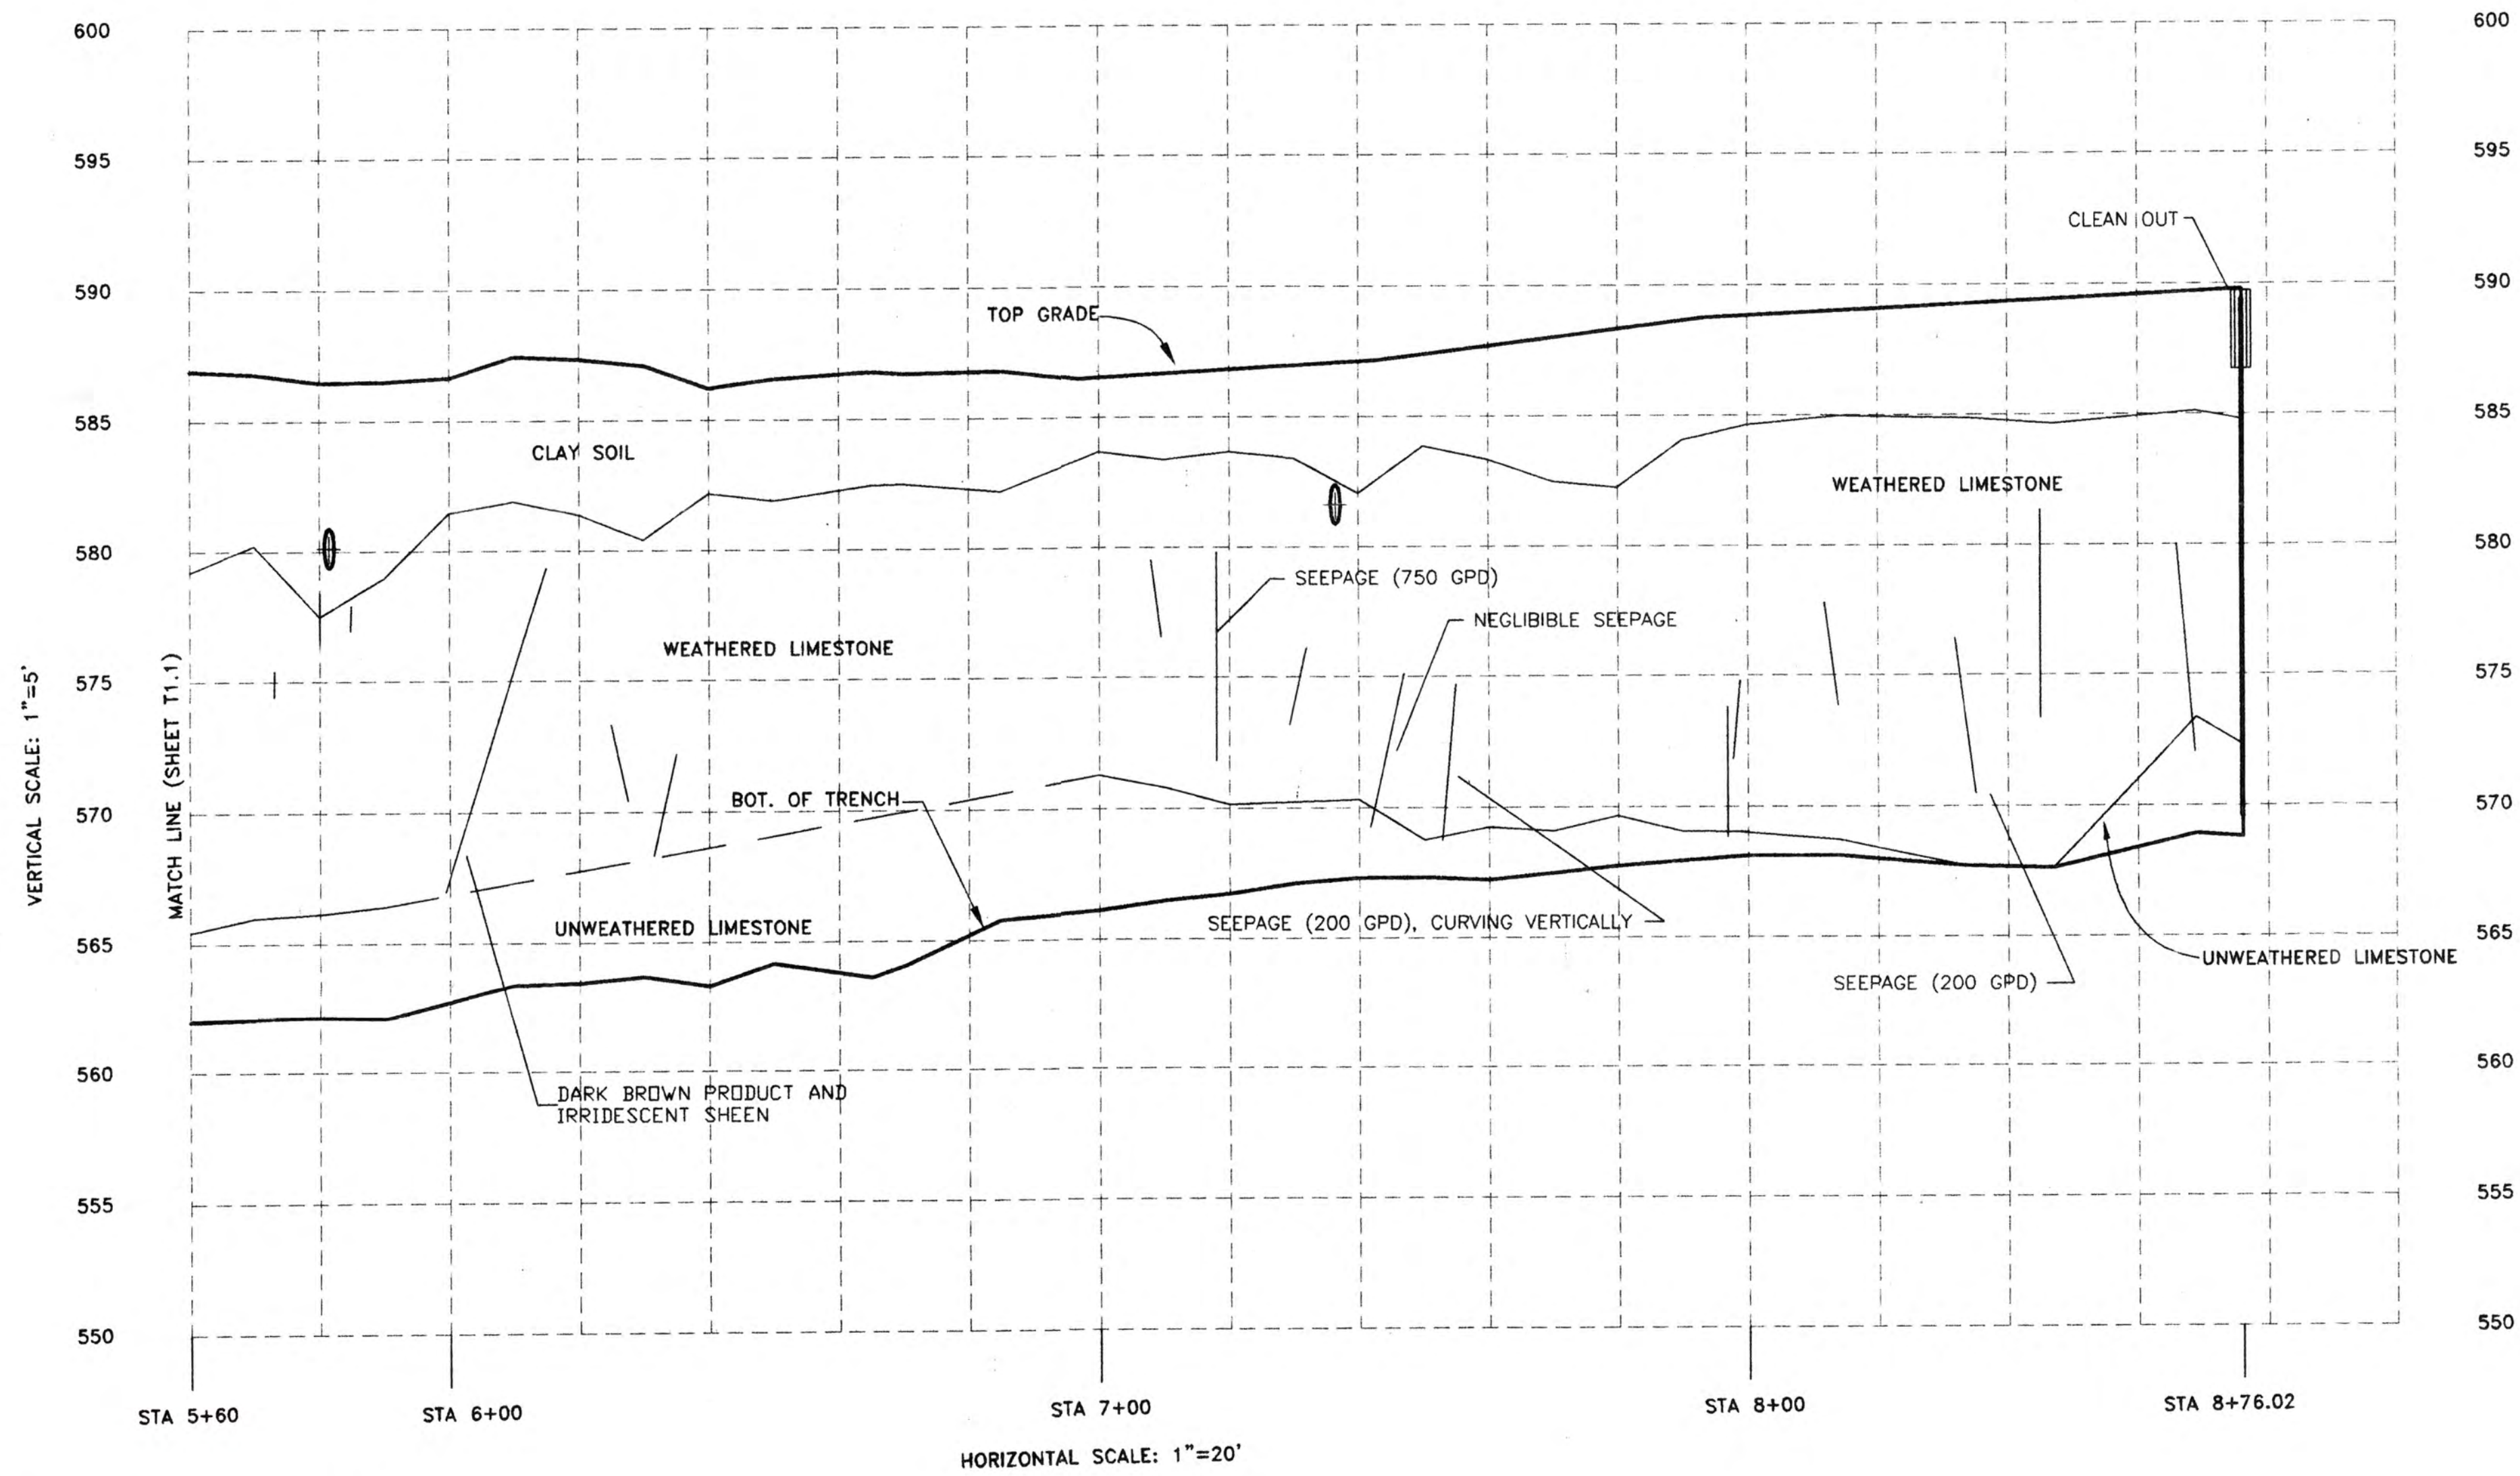 600
600
595
595
CLEAN OUT
590
590
TOP GRADE
585
585
CLAY SOIL
WEATHERED LIMESTONE
580
580
SEEPAGE (750 GPD)
NEGLIBIBLE SEEPAGE
WEATHERED LIMESTONE
575
575
VERTICAL SCALE: 1"=5'
MATCH LINE (SHEET T1.1)
BOT. OF TRENCH
570
570
SEEPAGE (200 GPD), CURVING VERTICALLY
UNWEATHERED LIMESTONE
565
565
UNWEATHERED LIMESTONE
SEEPAGE (200 GPD)
560
560
DARK BROWN PRODUCT AND
IRRIDESCENT SHEEN
555
555
550
550
STA 5+60
STA 6+00
STA 7+00
STA 8+00
STA 8+76.02
HORIZONTAL SCALE: 1"=20'